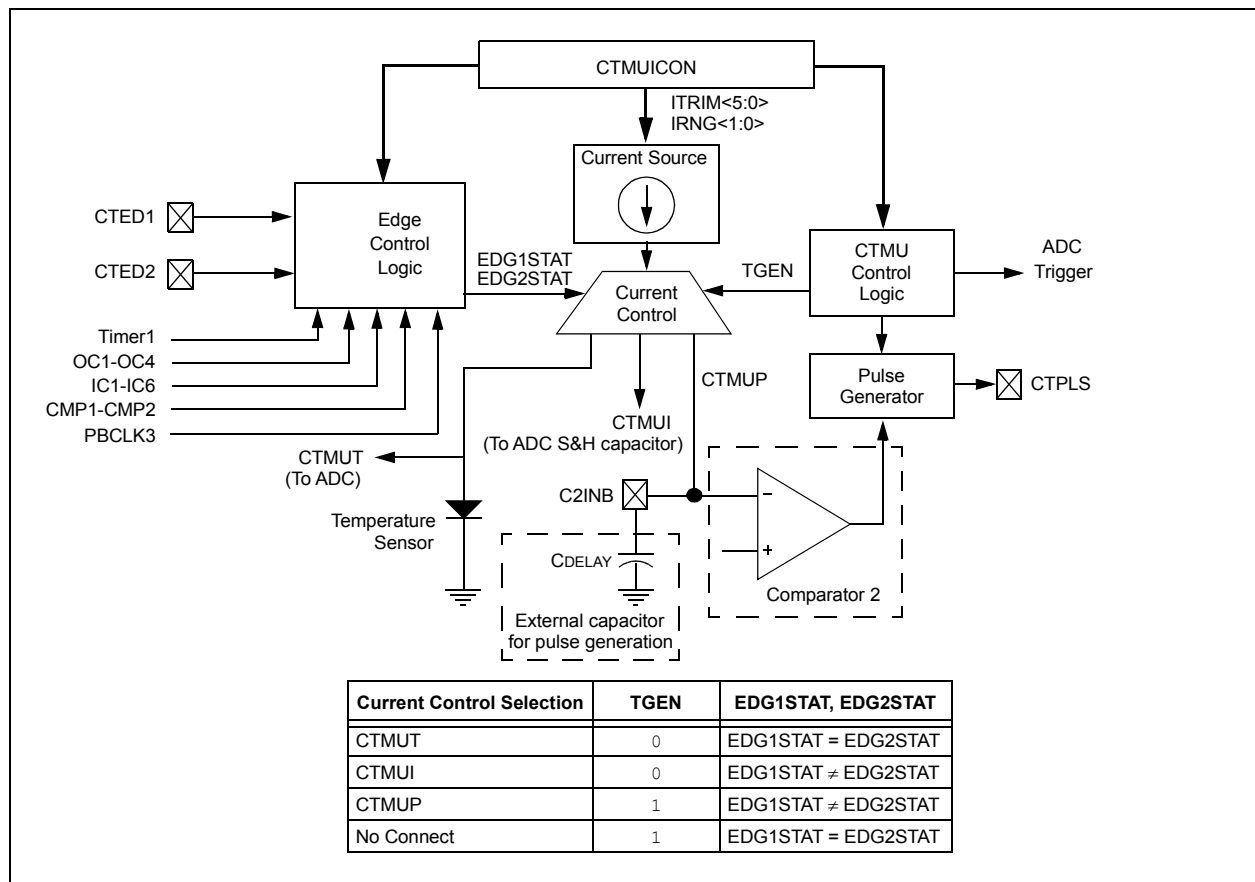 CTMUICON
ITRIM<5:0>
IRNG<1:0>
Current Source
CTED1
CTED2
Edge
Control
Logic
EDG1STAT
EDG2STAT
Current
Control
TGEN
CTMU
Control
Logic
ADC
Trigger
Timer1
OC1-OC4
IC1-IC6
CMP1-CMP2
PBCLK3
CTMUT
(To ADC)
CTMUI
(To ADC S&H capacitor)
CTMUP
Pulse
Generator
CTPLS
C2INB
Temperature
Sensor
CDELAY
External capacitor
for pulse generation
−
+
Comparator 2
Current Control Selection TGEN EDG1STAT, EDG2STAT
CTMUT 0 EDG1STAT = EDG2STAT
CTMUI 0 EDG1STAT ≠ EDG2STAT
CTMUP 1 EDG1STAT ≠ EDG2STAT
No Connect 1 EDG1STAT = EDG2STAT